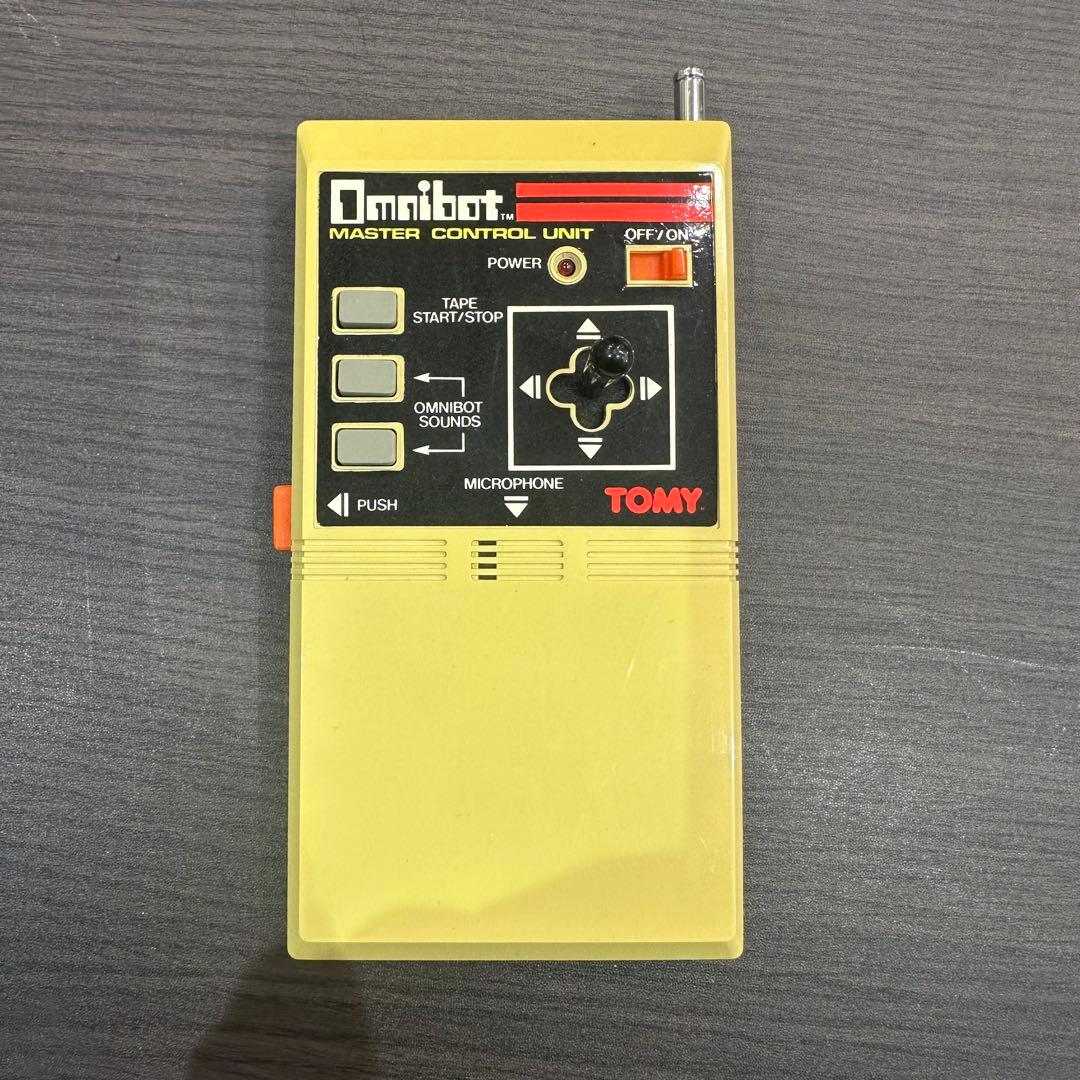 Omnibot™
MASTER CONTROL UNIT
OFF/ON
POWER
TAPE
START/STOP
OMNIBOT
SOUNDS
MICROPHONE
PUSH
TOMY